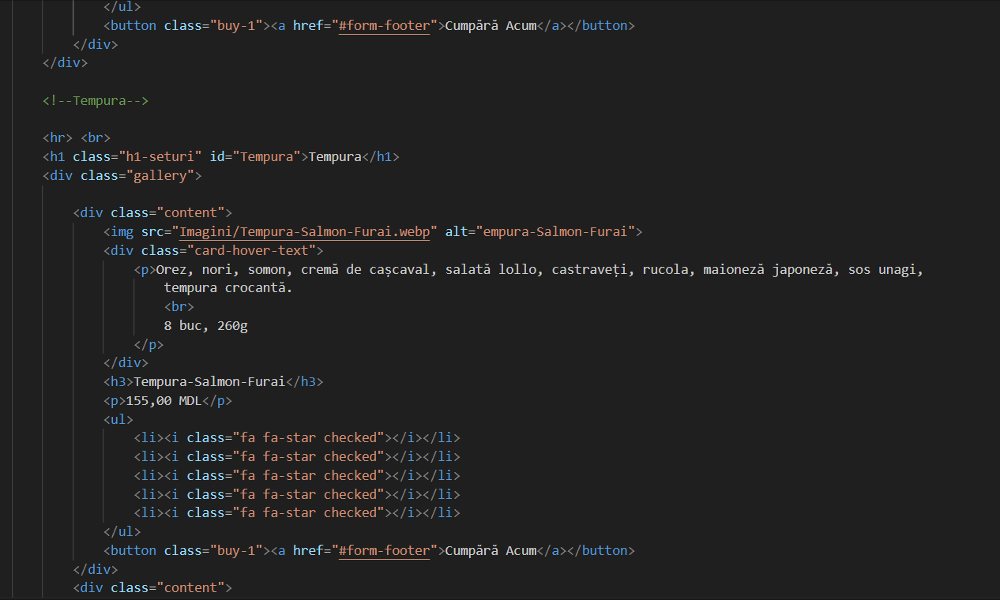 </ul>
<button class="buy-1"><a href="#form-footer">Cumpără Acum</a></button>
</div>
</div>
<!--Tempura-->
<hr> <br>
<h1 class="h1-seturi" id="Tempura">Tempura</h1>
<div class="gallery">
<div class="content">
<img src="Imagini/Tempura-Salmon-Furai.webp" alt="empura-Salmon-Furai">
<div class="card-hover-text">
<p>Orez, nori, somon, cremă de cașcaval, salată lollo, castraveți, rucola, maioneză japoneză, sos unagi,
tempura crocantă.
<br>
8 buc, 260g
</p>
</div>
<h3>Tempura-Salmon-Furai</h3>
<p>155,00 MDL</p>
<ul>
<li><i class="fa fa-star checked"></i></li>
<li><i class="fa fa-star checked"></i></li>
<li><i class="fa fa-star checked"></i></li>
<li><i class="fa fa-star checked"></i></li>
<li><i class="fa fa-star checked"></i></li>
</ul>
<button class="buy-1"><a href="#form-footer">Cumpără Acum</a></button>
</div>
<div class="content">